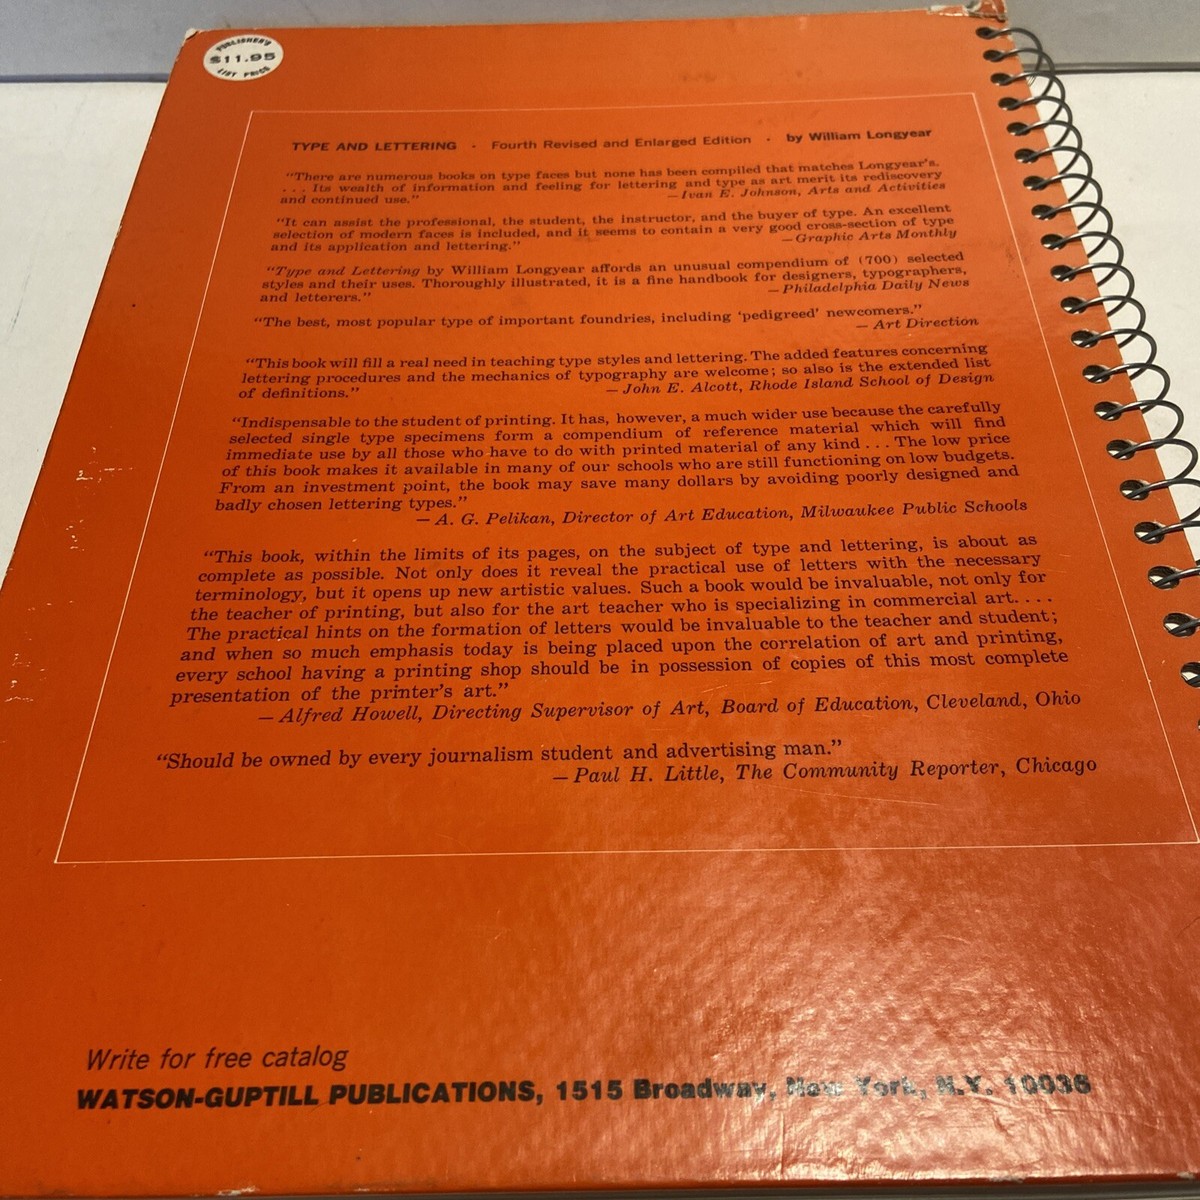 PUBLISHER'S
$11.95
LIST PRICE
TYPE AND LETTERING · Fourth Revised and Enlarged Edition · by William Longyear
“There are numerous books on type faces but none has been compiled that matches Longyear's.
. . . Its wealth of information and feeling for lettering and type as art merit its rediscovery
and continued use.” —Ivan E. Johnson, Arts and Activities
“It can assist the professional, the student, the instructor, and the buyer of type. An excellent
selection of modern faces is included, and it seems to contain a very good cross-section of type
and its application and lettering.” —Graphic Arts Monthly
“Type and Lettering by William Longyear affords an unusual compendium of (700) selected
styles and their uses. Thoroughly illustrated, it is a fine handbook for designers, typographers,
and letterers.” —Philadelphia Daily News
“The best, most popular type of important foundries, including ‘pedigreed’ newcomers.”
— Art Direction
“This book will fill a real need in teaching type styles and lettering. The added features concerning
lettering procedures and the mechanics of typography are welcome; so also is the extended list
of definitions.” —John E. Alcott, Rhode Island School of Design
“Indispensable to the student of printing. It has, however, a much wider use because the carefully
selected single type specimens form a compendium of reference material which will find
immediate use by all those who have to do with printed material of any kind . . . The low price
of this book makes it available in many of our schools who are still functioning on low budgets.
From an investment point, the book may save many dollars by avoiding poorly designed and
badly chosen lettering types.”
— A. G. Pelikan, Director of Art Education, Milwaukee Public Schools
“This book, within the limits of its pages, on the subject of type and lettering, is about as
complete as possible. Not only does it reveal the practical use of letters with the necessary
terminology, but it opens up new artistic values. Such a book would be invaluable, not only for
the teacher of printing, but also for the art teacher who is specializing in commercial art. . . .
The practical hints on the formation of letters would be invaluable to the teacher and student;
and when so much emphasis today is being placed upon the correlation of art and printing,
every school having a printing shop should be in possession of copies of this most complete
presentation of the printer's art.”
— Alfred Howell, Directing Supervisor of Art, Board of Education, Cleveland, Ohio
“Should be owned by every journalism student and advertising man.”
—Paul H. Little, The Community Reporter, Chicago
Write for free catalog
WATSON-GUPTILL PUBLICATIONS, 1515 Broadway, New York, N.Y. 10036